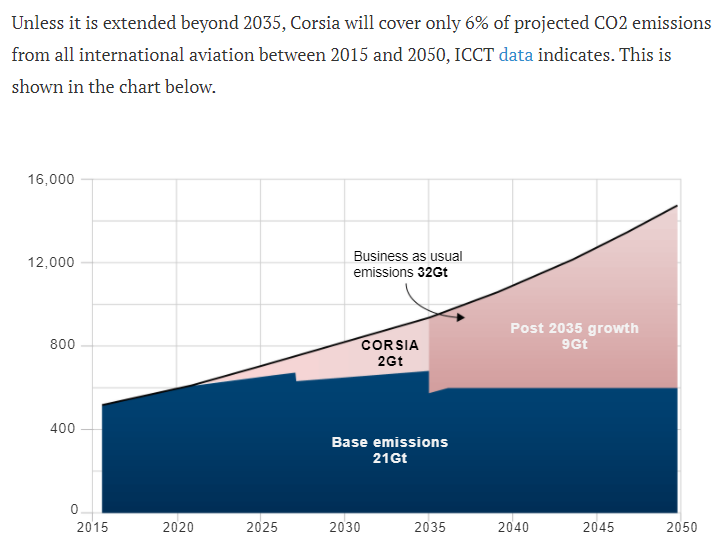 Unless it is extended beyond 2035, Corsia will cover only 6% of projected CO2 emissions
from all international aviation between 2015 and 2050, ICCT data indicates. This is
shown in the chart below.
16,000
12,000
Business as usual
emissions 32Gt
800
CORSIA
2Gt
Post 2035 growth
9Gt
400
Base emissions
21Gt
0
2015 2020 2025 2030 2035 2040 2045 2050